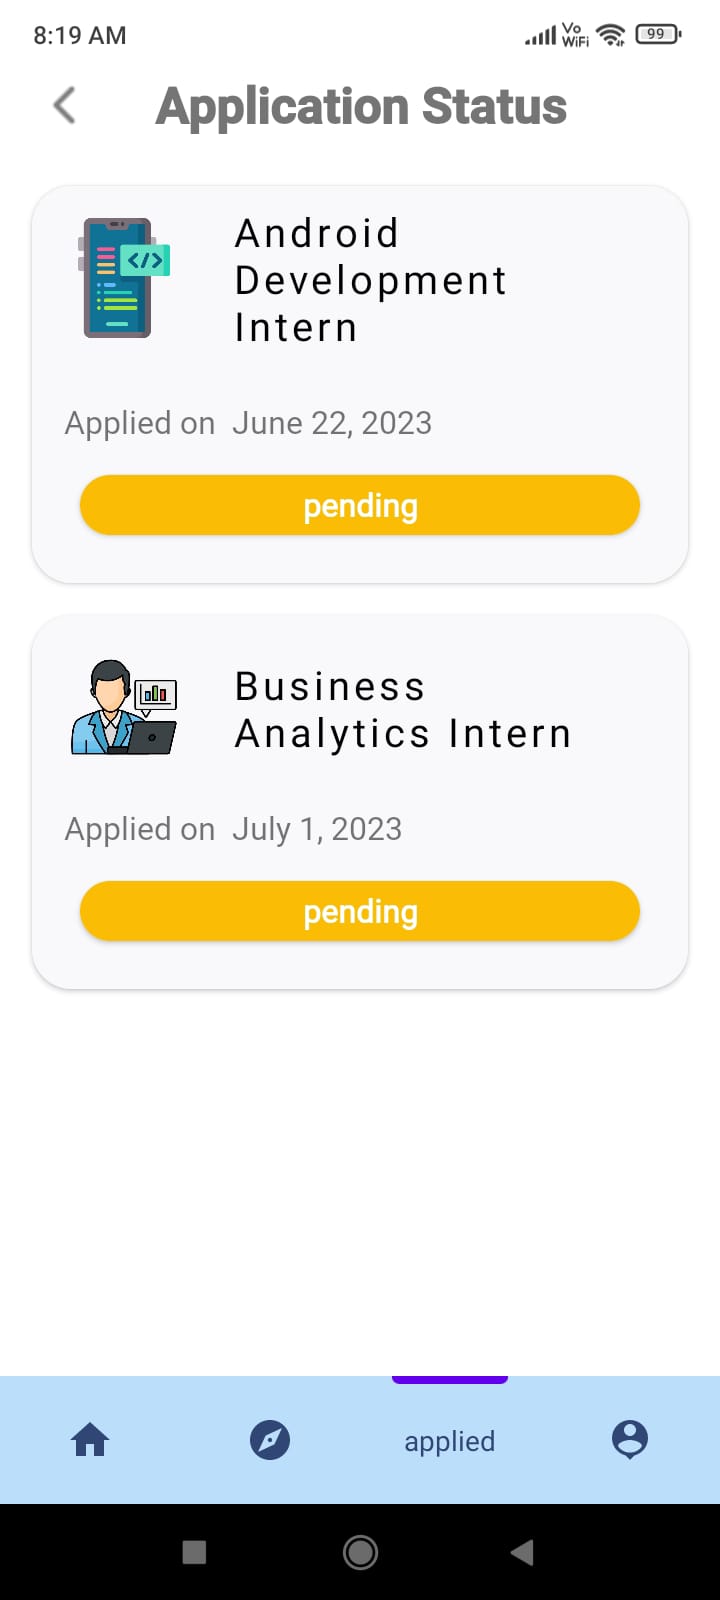 8:19 AM
Vo
WiFi
99
Application Status
</>
Android
Development
Intern
Applied on June 22, 2023
pending
Business
Analytics Intern
Applied on July 1, 2023
pending
applied